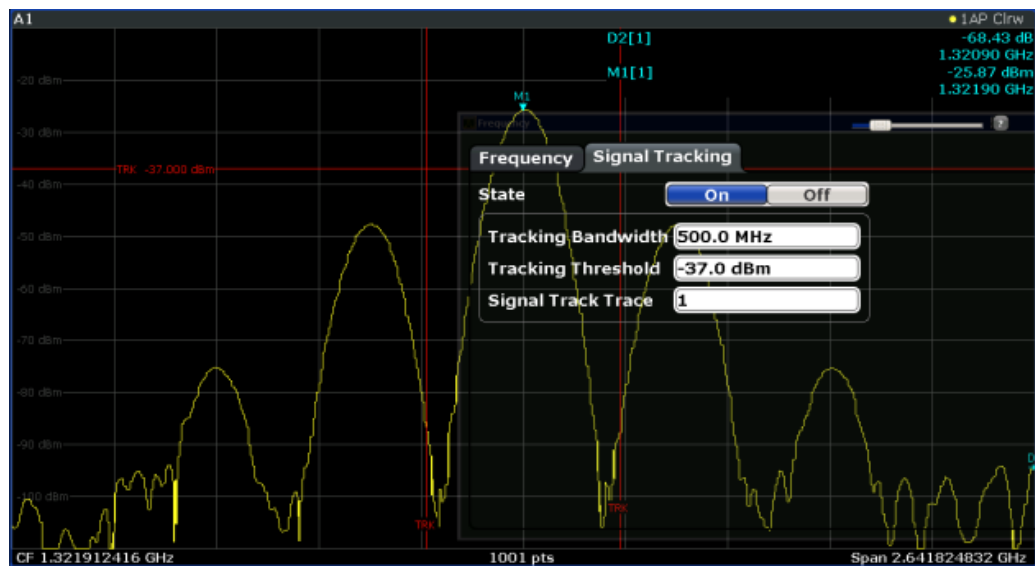 A1
1AP Clrw
D2[1]
-68.43 dB
1.32090 GHz
M1[1]
-25.87 dBm
1.32190 GHz
-20 dBm
M1
Frequency
-30 dBm
Frequency
Signal Tracking
TRK -37.000 dBm
-40 dBm
State
On
Off
-50 dBm
Tracking Bandwidth
500.0 MHz
Tracking Threshold
-37.0 dBm
-60 dBm
Signal Track Trace
1
-70 dBm
-80 dBm
-90 dBm
D
-100 dBm
TRK
TRK
CF 1.321912416 GHz
1001 pts
Span 2.641824832 GHz